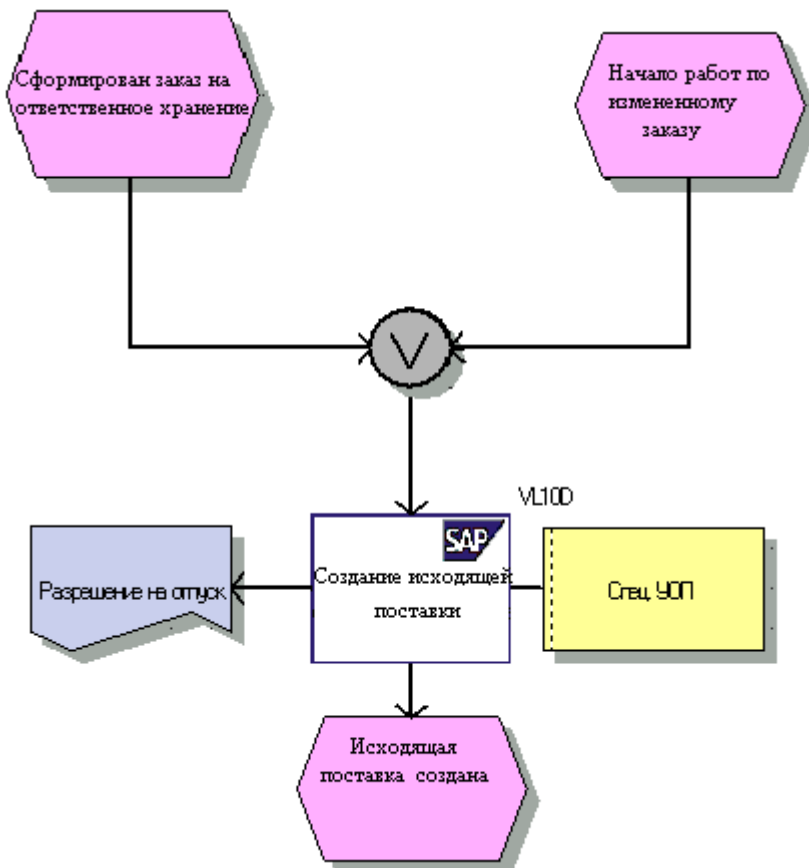 Сформирован заказ на
ответственное хранение
Начало работ по
измененному
заказу
V
VL10D
SAP
Создание исходящей
поставки
Разрешение на отпуск
Спец. УОП
Исходящая
поставка создана